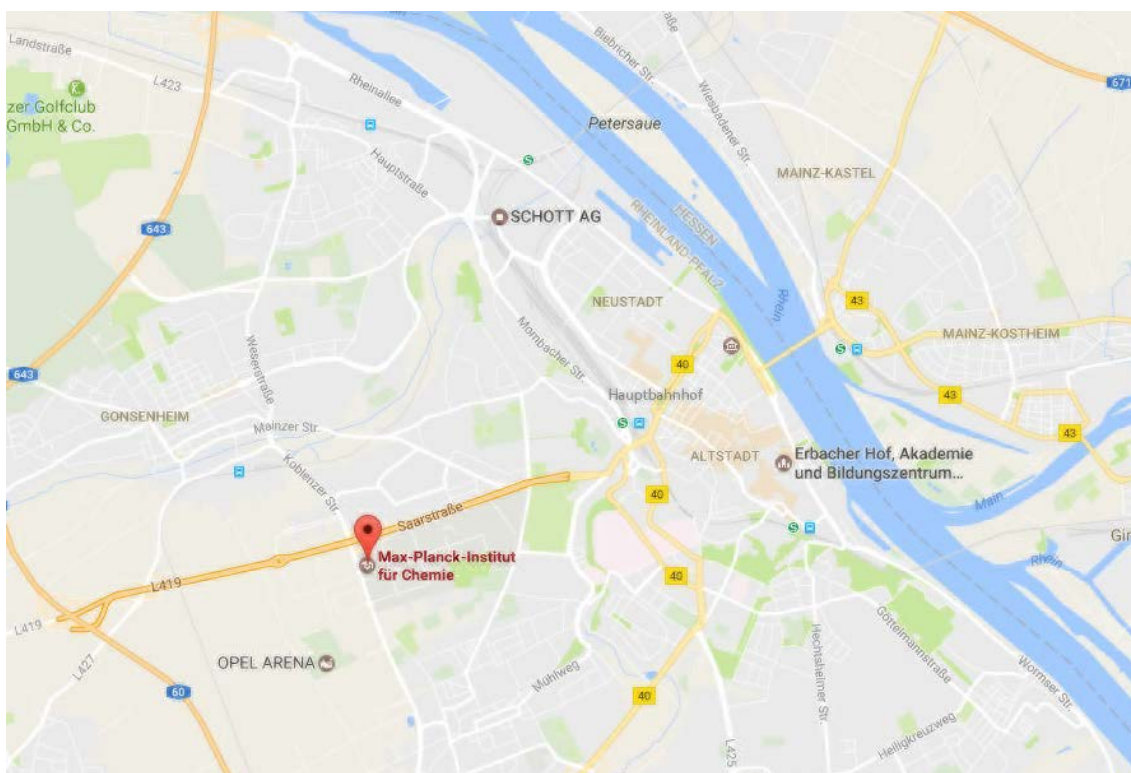 Landstraße
L423
zer Golfclub
GmbH & Co.
Rheinallee
Hauptstraße
Biebricher Str.
Wiesbadener Str.
671
Petersaue
MAINZ-KASTEL
SCHOTT AG
HESSEN
RHEINLAND-PFALZ
643
Rhein
NEUSTADT
43
MAINZ-KOSTHEIM
Weserstraße
Mombacher Str.
40
643
Hauptbahnhof
43
GONSENHEIM
Mainzer Str.
43
ALTSTADT
Erbacher Hof, Akademie
und Bildungszentrum...
Koblenzer Str.
40
Main
Saarstraße
Max-Planck-Institut
für Chemie
Gin
Rhein
L419
40
L419
L427
OPEL ARENA
60
Mühlweg
40
Hechtsheimer Str.
Göttelmannstraße
Wormser Str.
L425
Heiligkreuzweg